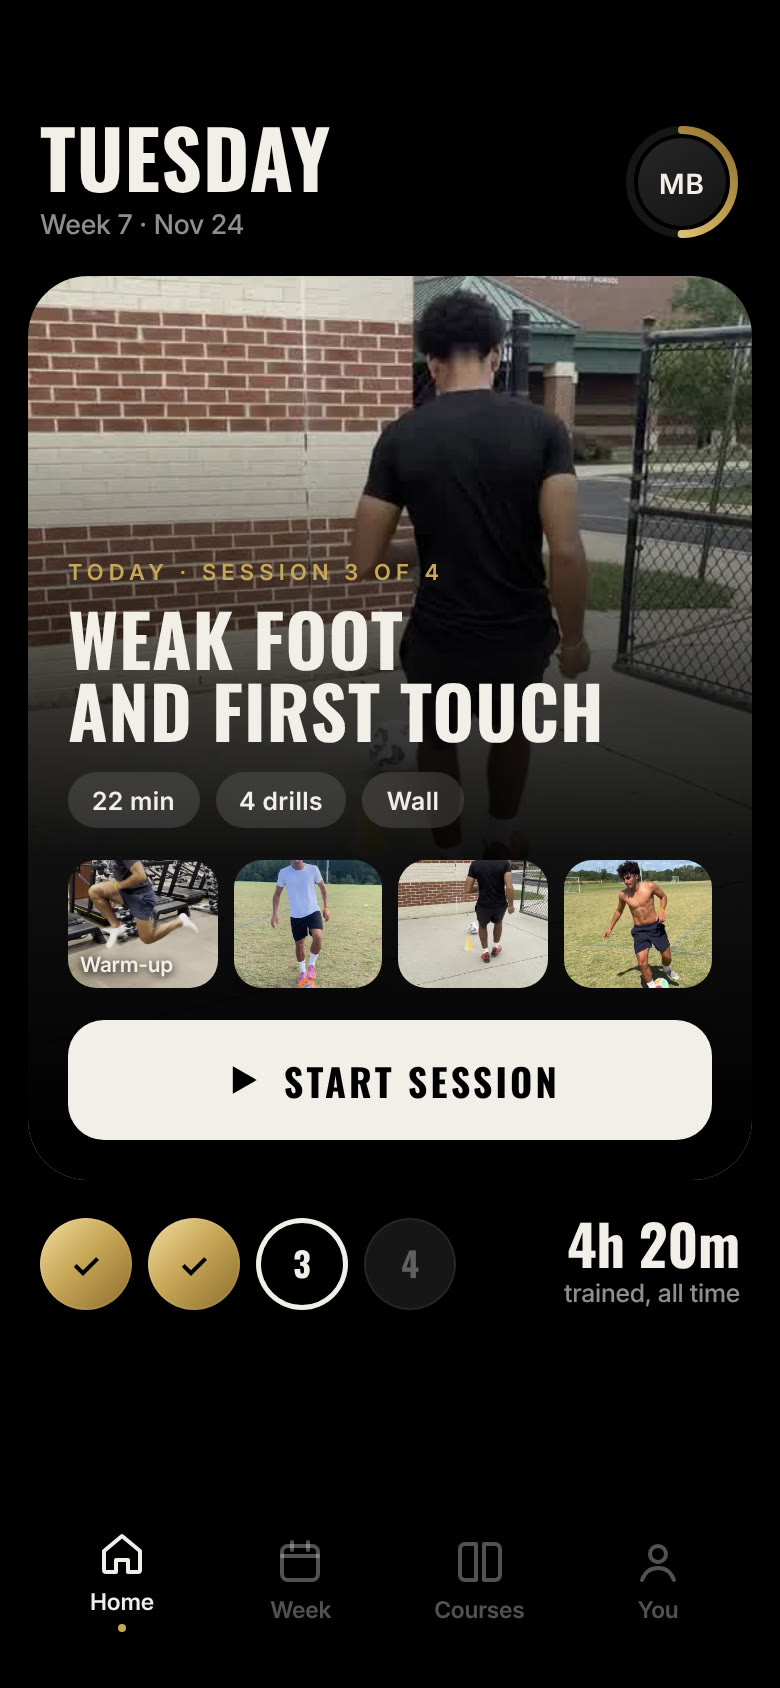 TUESDAY
Week 7 · Nov 24
MB
TODAY · SESSION 3 OF 4
WEAK FOOT
AND FIRST TOUCH
22 min
4 drills
Wall
Warm-up
START SESSION
3
4
4h 20m
trained, all time
Home
Week
Courses
You